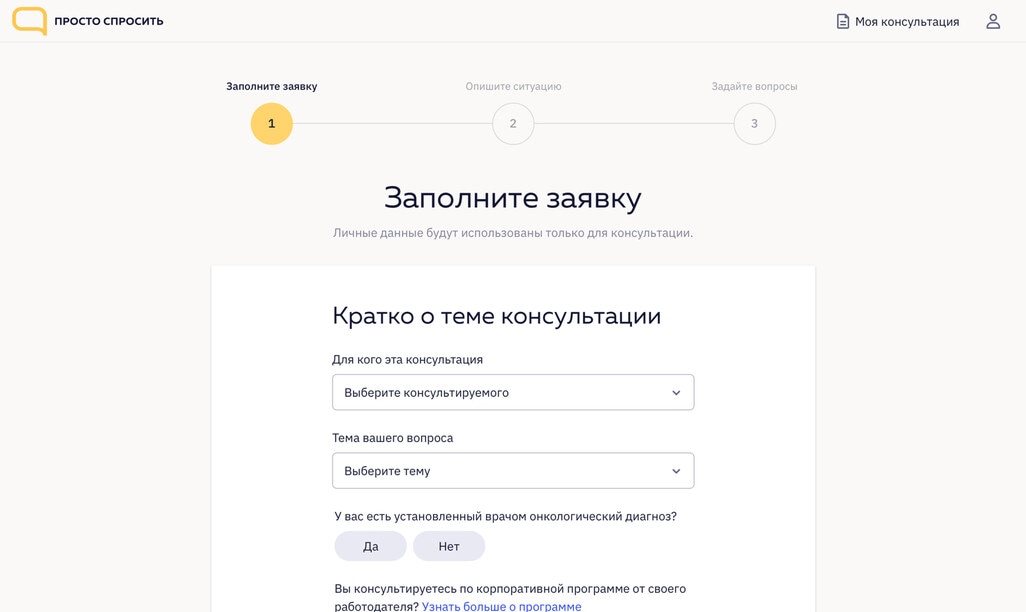 ПРОСТО СПРОСИТЬ
Моя консультация
Заполните заявку
Опишите ситуацию
Задайте вопросы
1
2
3
Заполните заявку
Личные данные будут использованы только для консультации.
Кратко о теме консультации
Для кого эта консультация
Выберите консультируемого
Тема вашего вопроса
Выберите тему
У вас есть установленный врачом онкологический диагноз?
Да
Нет
Вы консультируетесь по корпоративной программе от своего
работодателя? Узнать больше о программе